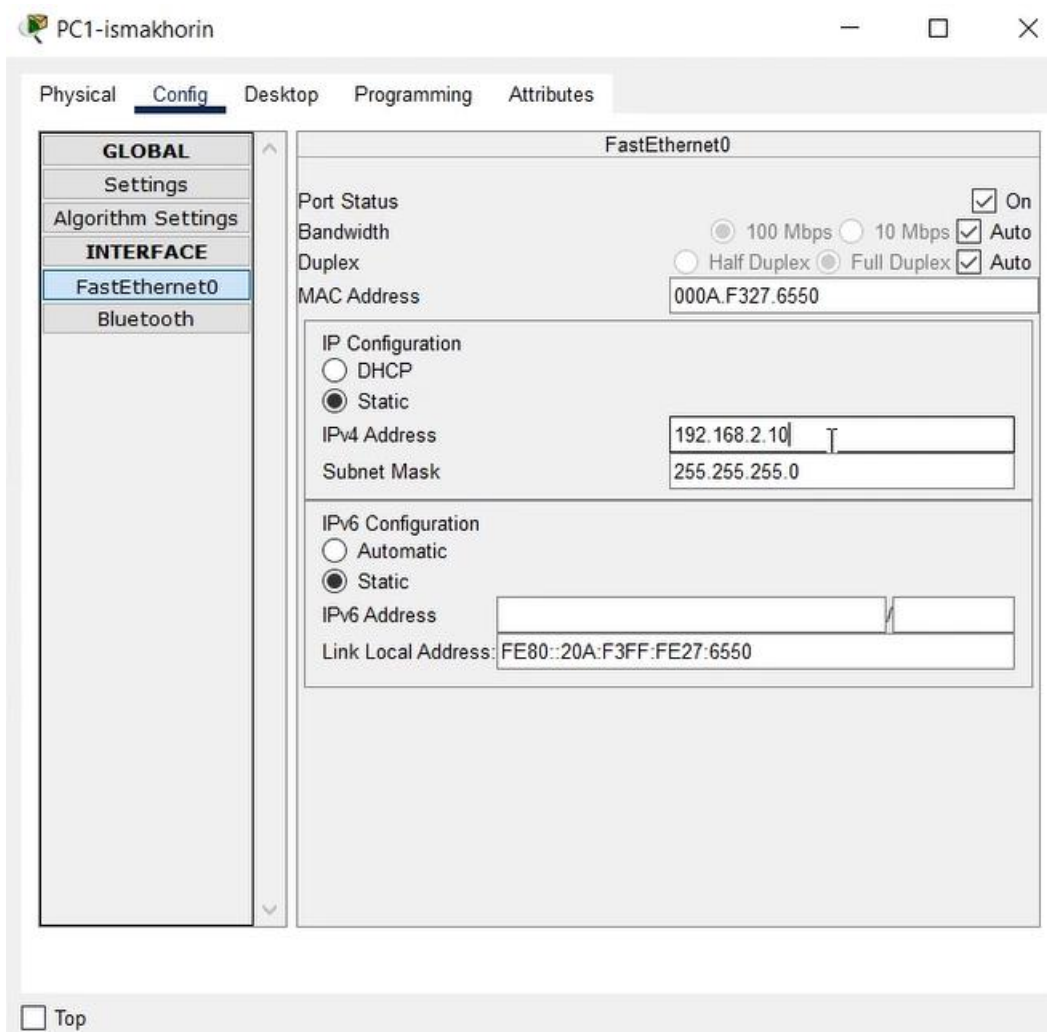 PC1-ismakhorin
Physical Config Desktop Programming Attributes
GLOBAL
Settings
Algorithm Settings
INTERFACE
FastEthernet0
Bluetooth
FastEthernet0
Port Status On
Bandwidth 100 Mbps 10 Mbps Auto
Duplex Half Duplex Full Duplex Auto
MAC Address 000A.F327.6550
IP Configuration
DHCP
Static
IPv4 Address 192.168.2.10
Subnet Mask 255.255.255.0
IPv6 Configuration
Automatic
Static
IPv6 Address /
Link Local Address: FE80::20A:F3FF:FE27:6550
Top